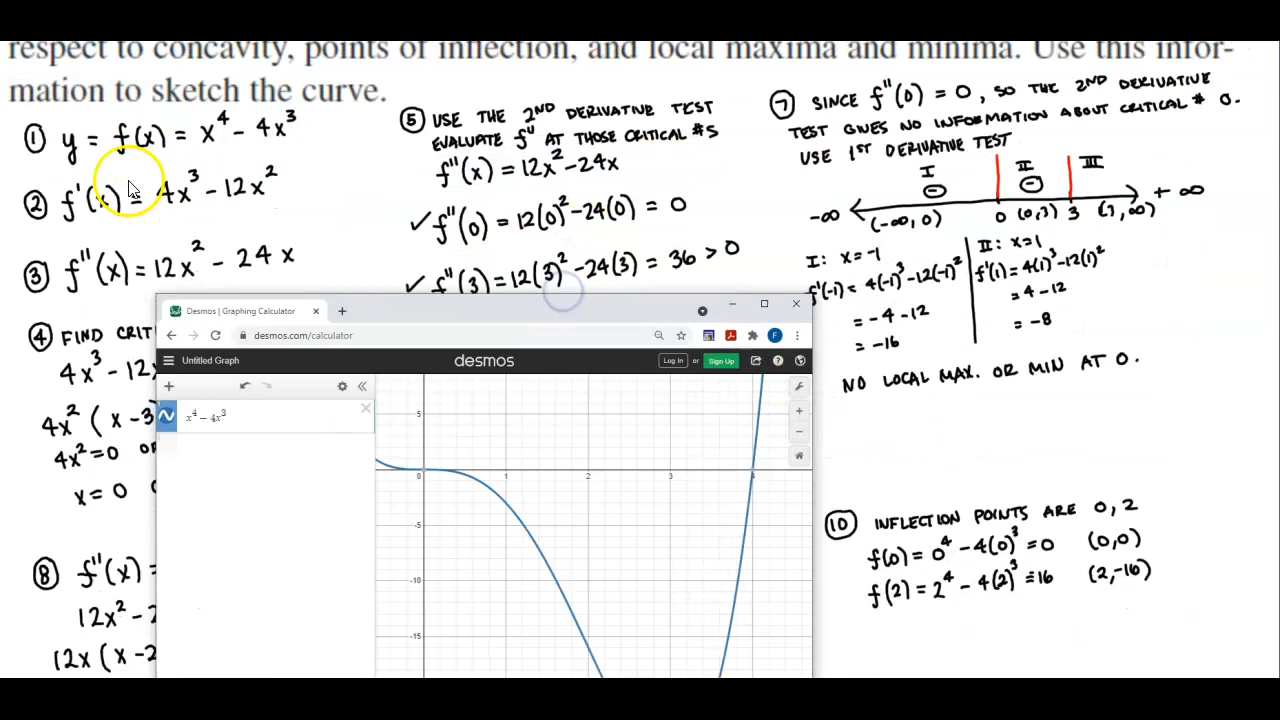 respect to concavity, points of inflection, and local maxima and minima. Use this infor-
mation to sketch the curve.
① y = f(x) = x⁴ - 4x³
② f'(x) = 4x³ - 12x²
③ f''(x) = 12x² - 24x
④ FIND CRIT
4x³ - 12x
4x² (x - 3
4x² = 0 OR
x = 0
⑧ f''(x) =
12x² - 2
12x (x - 2
⑤ USE THE 2ND DERIVATIVE TEST
EVALUATE f'' AT THOSE CRITICAL #S
f''(x) = 12x² - 24x
✓ f''(0) = 12(0)² - 24(0) = 0
✓ f''(3) = 12(3)² - 24(3) = 36 > 0
⑦ SINCE f''(0) = 0, SO THE 2ND DERIVATIVE
TEST GIVES NO INFORMATION ABOUT CRITICAL # 0.
USE 1ST DERIVATIVE TEST
I II III
- -
-∞ (-∞, 0) 0 (0, 3) 3 (3, ∞) +∞
I: x = -1
f'(-1) = 4(-1)³ - 12(-1)²
= -4 - 12
= -16
II: x = 1
f'(1) = 4(1)³ - 12(1)²
= 4 - 12
= -8
NO LOCAL MAX. OR MIN AT 0.
⑩ INFLECTION POINTS ARE 0, 2
f(0) = 0⁴ - 4(0)³ = 0 (0, 0)
f(2) = 2⁴ - 4(2)³ = -16 (2, -16)
Desmos | Graphing Calculator
desmos.com/calculator
F
Untitled Graph
desmos
Log In
or
Sign Up
x⁴ - 4x³
5
0 1 2 3 4
-5
-10
-15